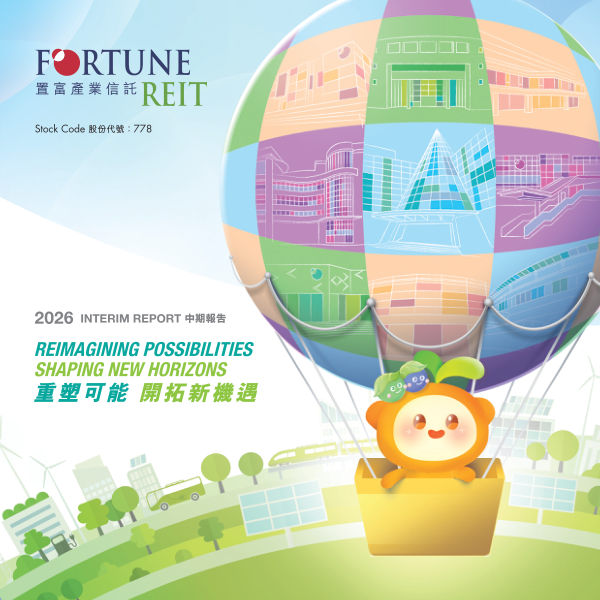 FORTUNE
置富產業信託 REIT
Stock Code 股份代號：778
2026 INTERIM REPORT 中期報告
REIMAGINING POSSIBILITIES
SHAPING NEW HORIZONS
重塑可能 開拓新機遇